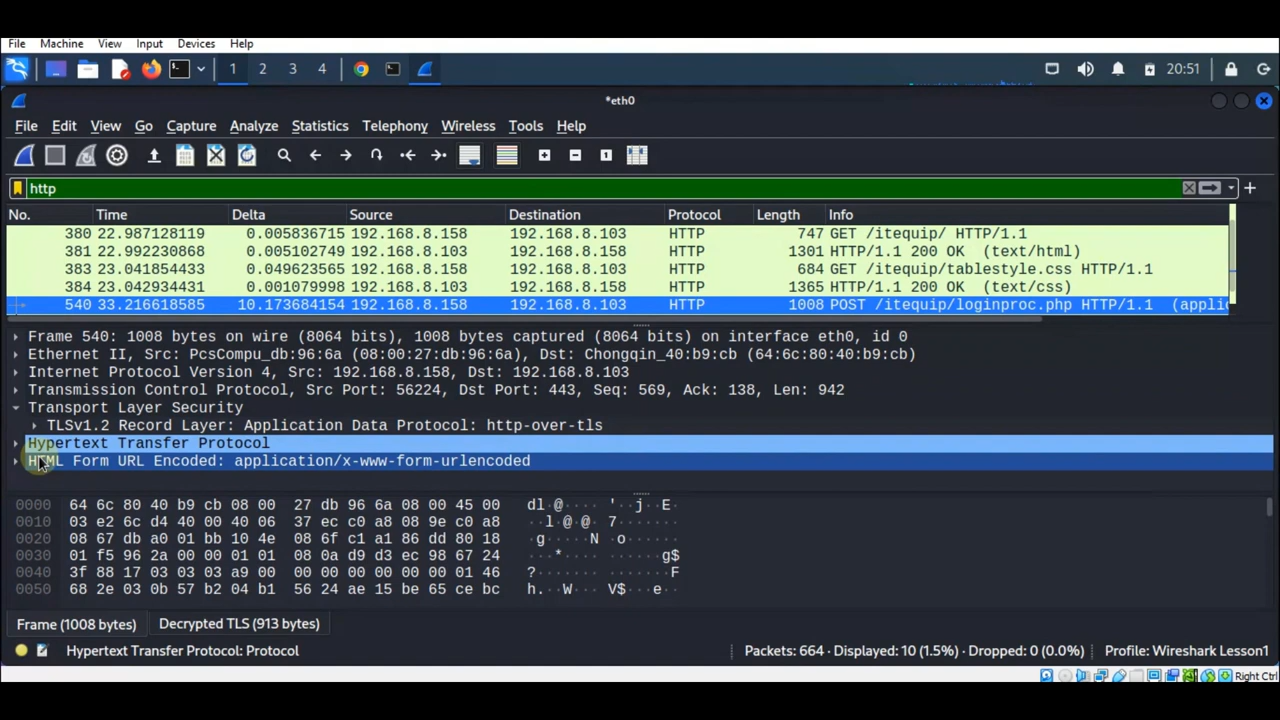 File Machine View Input Devices Help
1 2 3 4 20:51
*eth0
File Edit View Go Capture Analyze Statistics Telephony Wireless Tools Help
http
No. Time Delta Source Destination Protocol Length Info
380 22.987128119 0.005836715 192.168.8.158 192.168.8.103 HTTP 747 GET /itequip/ HTTP/1.1
381 22.992230868 0.005102749 192.168.8.103 192.168.8.158 HTTP 1301 HTTP/1.1 200 OK (text/html)
383 23.041854433 0.049623565 192.168.8.158 192.168.8.103 HTTP 684 GET /itequip/tablestyle.css HTTP/1.1
384 23.042934431 0.001079998 192.168.8.103 192.168.8.158 HTTP 1365 HTTP/1.1 200 OK (text/css)
540 33.216618585 10.173684154 192.168.8.158 192.168.8.103 HTTP 1008 POST /itequip/loginproc.php HTTP/1.1 (applic
Frame 540: 1008 bytes on wire (8064 bits), 1008 bytes captured (8064 bits) on interface eth0, id 0
Ethernet II, Src: PcsCompu_db:96:6a (08:00:27:db:96:6a), Dst: Chongqin_40:b9:cb (64:6c:80:40:b9:cb)
Internet Protocol Version 4, Src: 192.168.8.158, Dst: 192.168.8.103
Transmission Control Protocol, Src Port: 56224, Dst Port: 443, Seq: 569, Ack: 138, Len: 942
Transport Layer Security
TLSv1.2 Record Layer: Application Data Protocol: http-over-tls
Hypertext Transfer Protocol
HTML Form URL Encoded: application/x-www-form-urlencoded
0000 64 6c 80 40 b9 cb 08 00 27 db 96 6a 08 00 45 00 dl·@···· '··j··E·
0010 03 e2 6c d4 40 00 40 06 37 ec c0 a8 08 9e c0 a8 ··l·@·@· 7·······
0020 08 67 db a0 01 bb 10 4e 08 6f c1 a1 86 dd 80 18 ·g·····N ·o······
0030 01 f5 96 2a 00 00 01 01 08 0a d9 d3 ec 98 67 24 ···*···· ······g$
0040 3f 88 17 03 03 03 a9 00 00 00 00 00 00 00 01 46 ?······· ·······F
0050 68 2e 03 0b 57 b2 04 b1 56 24 ae 15 be 65 ce bc h.··W··· V$···e··
Frame (1008 bytes) Decrypted TLS (913 bytes)
Hypertext Transfer Protocol: Protocol Packets: 664 · Displayed: 10 (1.5%) · Dropped: 0 (0.0%) Profile: Wireshark Lesson1
Right Ctrl